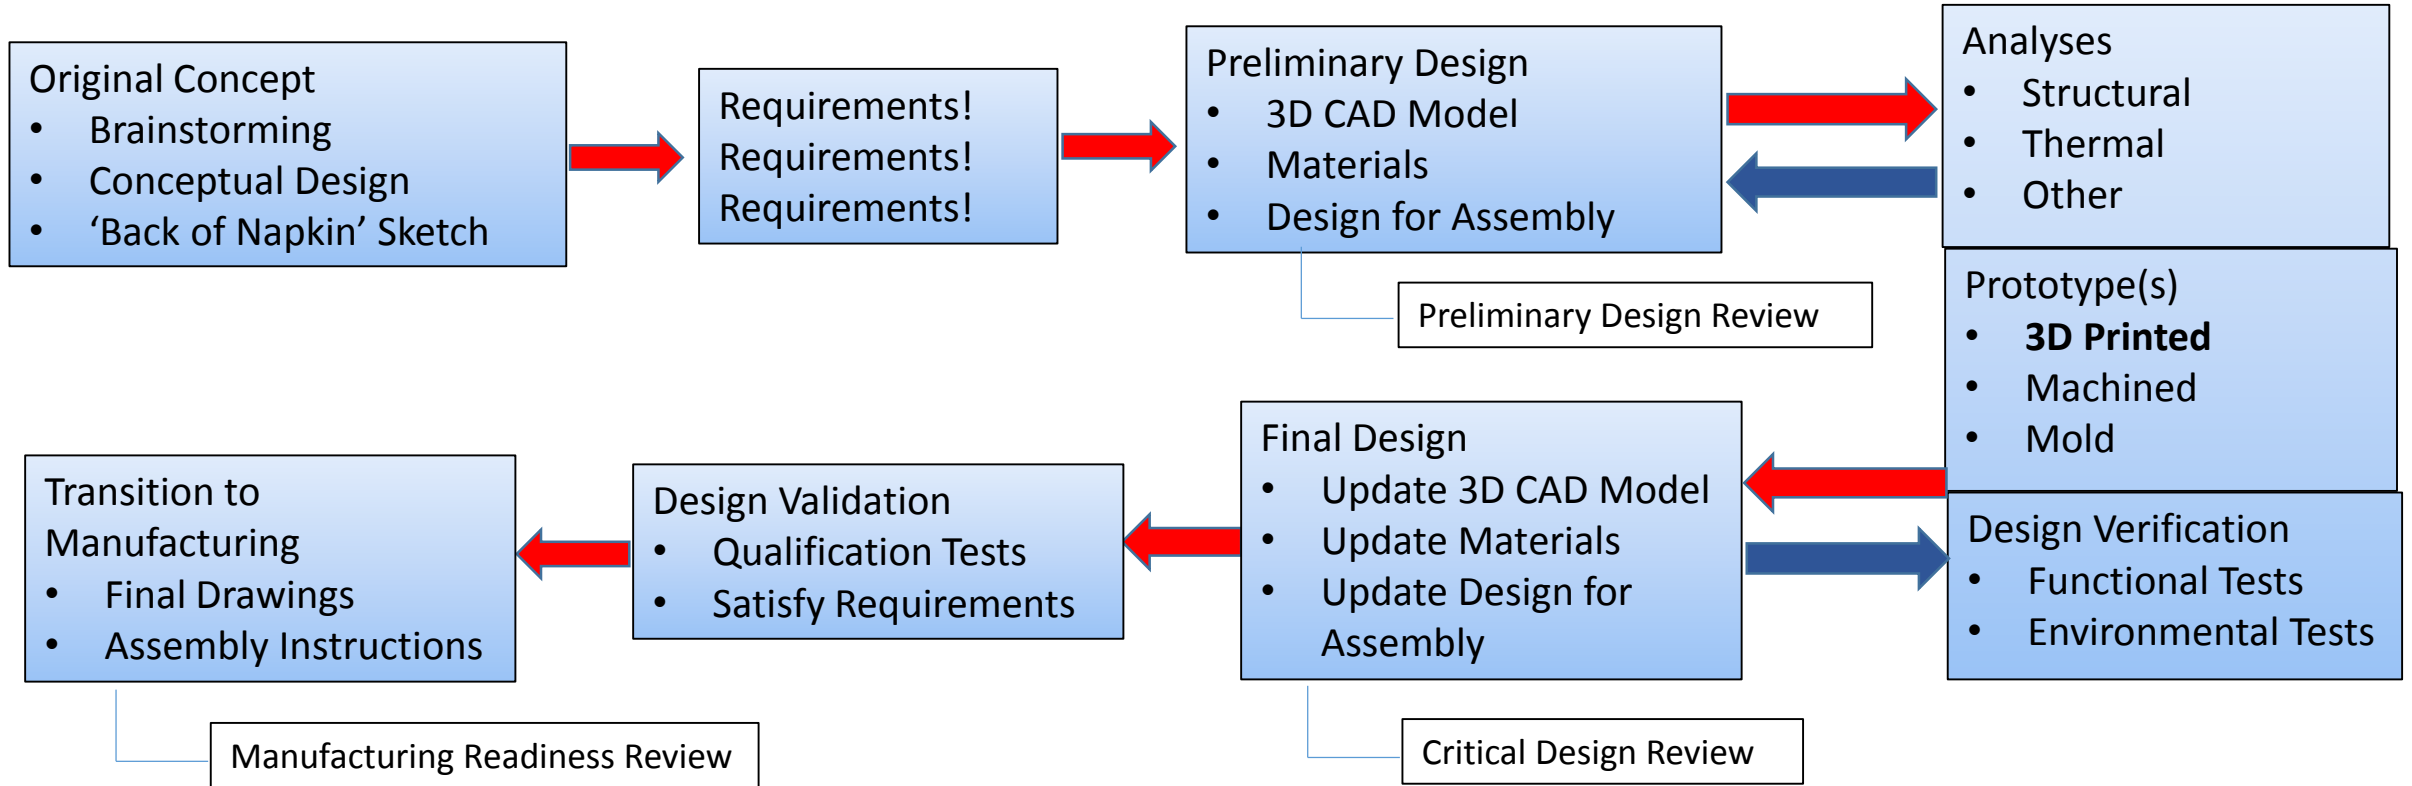 Original Concept
• Brainstorming
• Conceptual Design
• ‘Back of Napkin’ Sketch
Requirements!
Requirements!
Requirements!
Preliminary Design
• 3D CAD Model
• Materials
• Design for Assembly
Preliminary Design Review
Analyses
• Structural
• Thermal
• Other
Prototype(s)
• 3D Printed
• Machined
• Mold
Design Verification
• Functional Tests
• Environmental Tests
Final Design
• Update 3D CAD Model
• Update Materials
• Update Design for
Assembly
Critical Design Review
Design Validation
• Qualification Tests
• Satisfy Requirements
Transition to
Manufacturing
• Final Drawings
• Assembly Instructions
Manufacturing Readiness Review